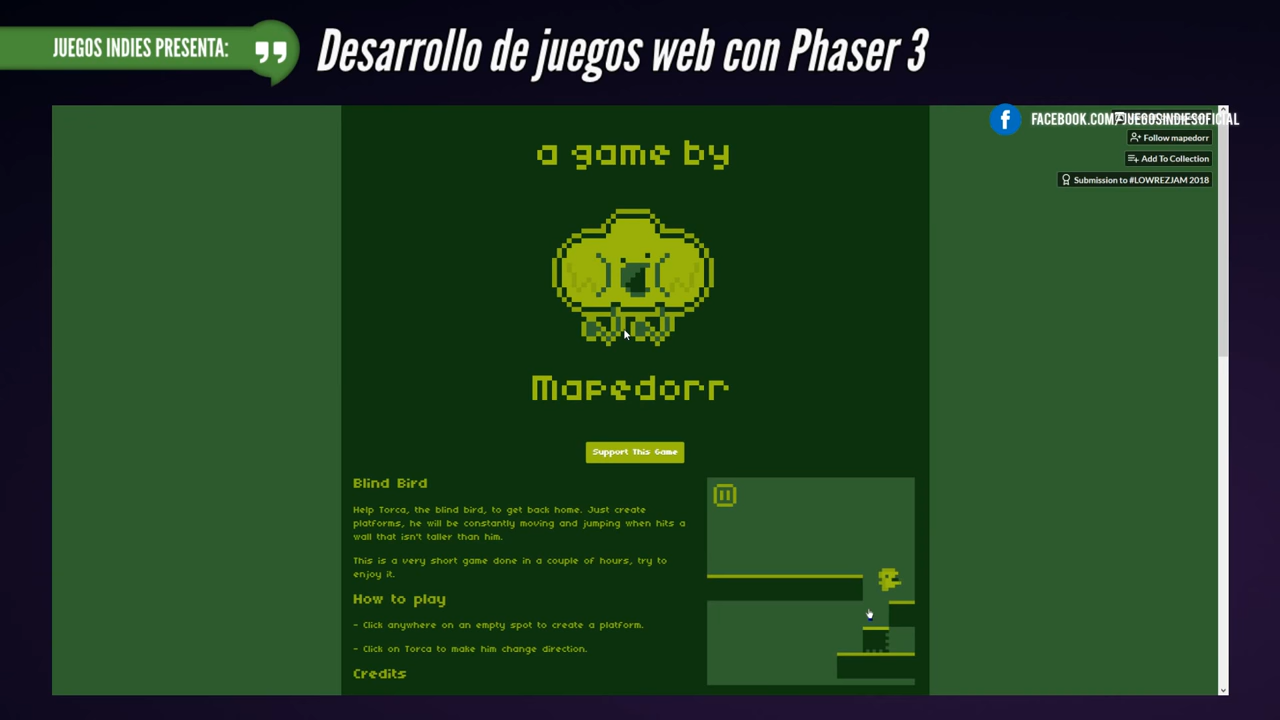 JUEGOS INDIES PRESENTA:
Desarrollo de juegos web con Phaser 3
FACEBOOK.COM/JUEGOSINDIESOFICIAL
Follow mapedorr
Add To Collection
Submission to #LOWREZJAM 2018
a game by
Mapedorr
Support This Game
Blind Bird
Help Torca, the blind bird, to get back home. Just create
platforms, he will be constantly moving and jumping when hits a
wall that isn't taller than him.
This is a very short game done in a couple of hours, try to
enjoy it.
How to play
- Click anywhere on an empty spot to create a platform.
- Click on Torca to make him change direction.
Credits